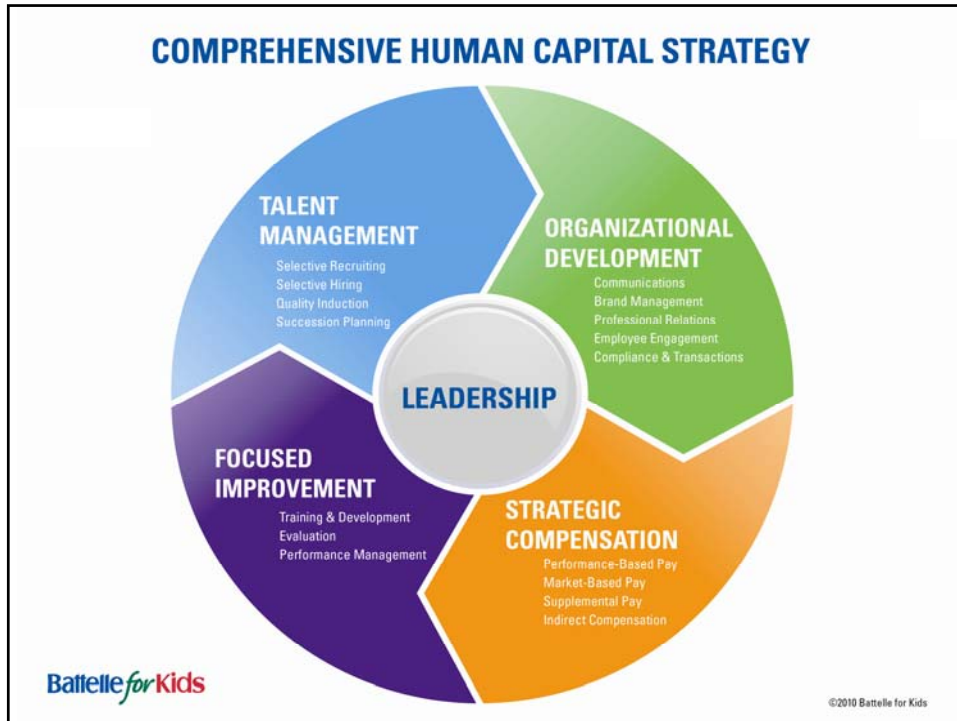 COMPREHENSIVE HUMAN CAPITAL STRATEGY
TALENT
MANAGEMENT
Selective Recruiting
Selective Hiring
Quality Induction
Succession Planning
ORGANIZATIONAL
DEVELOPMENT
Communications
Brand Management
Professional Relations
Employee Engagement
Compliance & Transactions
LEADERSHIP
FOCUSED
IMPROVEMENT
Training & Development
Evaluation
Performance Management
STRATEGIC
COMPENSATION
Performance-Based Pay
Market-Based Pay
Supplemental Pay
Indirect Compensation
Battelle for Kids
©2010 Battelle for Kids